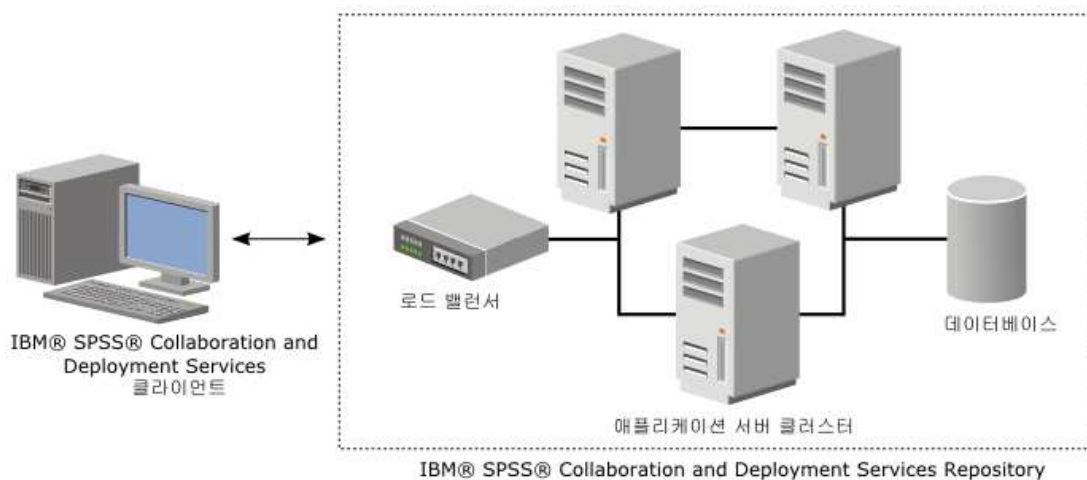 로드 밸런서
데이터베이스
IBM® SPSS® Collaboration and
Deployment Services
클라이언트
애플리케이션 서버 클러스터
IBM® SPSS® Collaboration and Deployment Services Repository